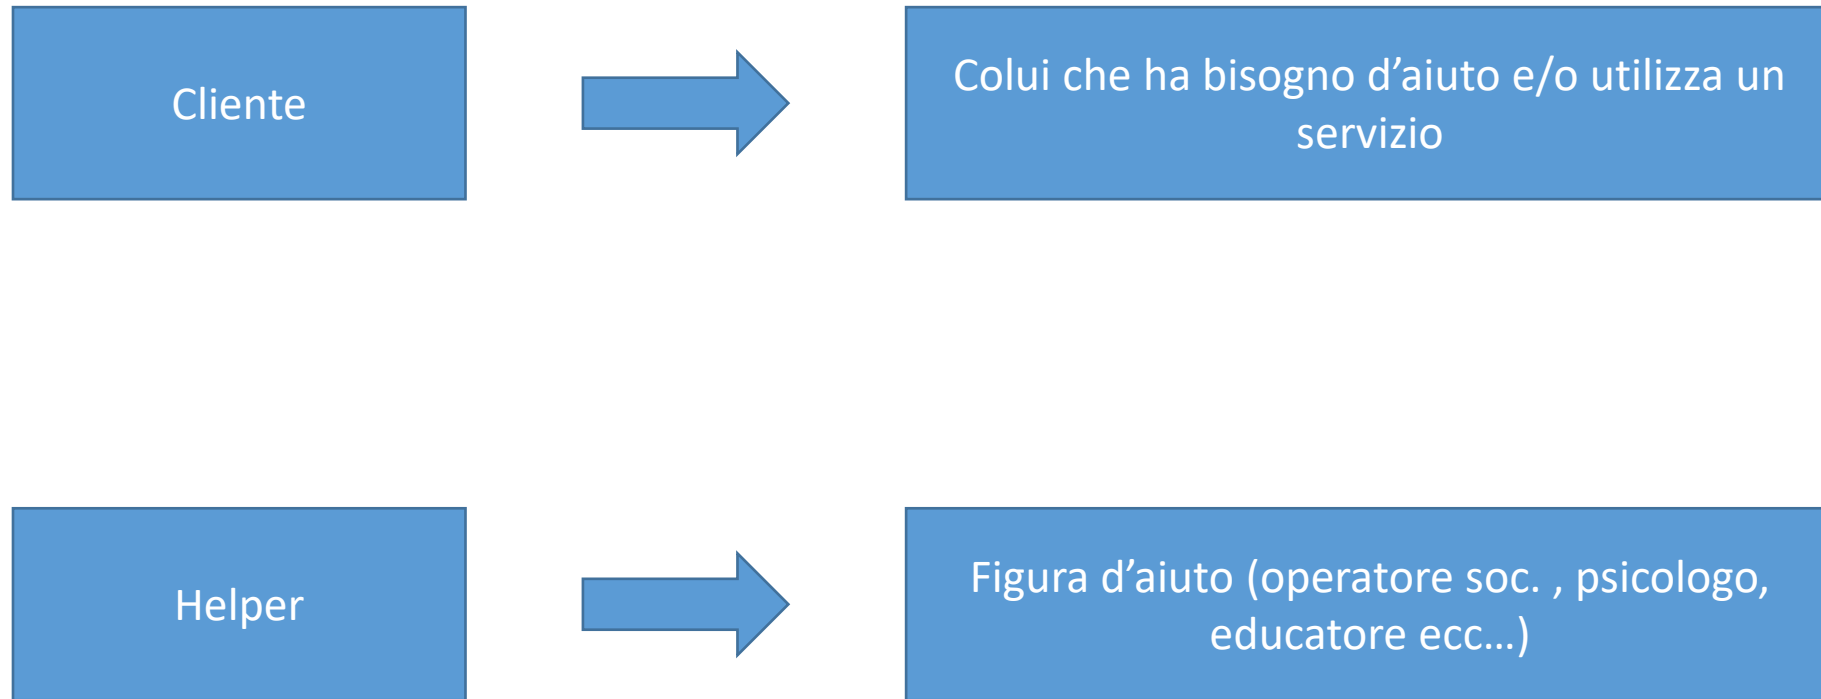 Cliente
Colui che ha bisogno d’aiuto e/o utilizza un
servizio
Helper
Figura d’aiuto (operatore soc. , psicologo,
educatore ecc…)